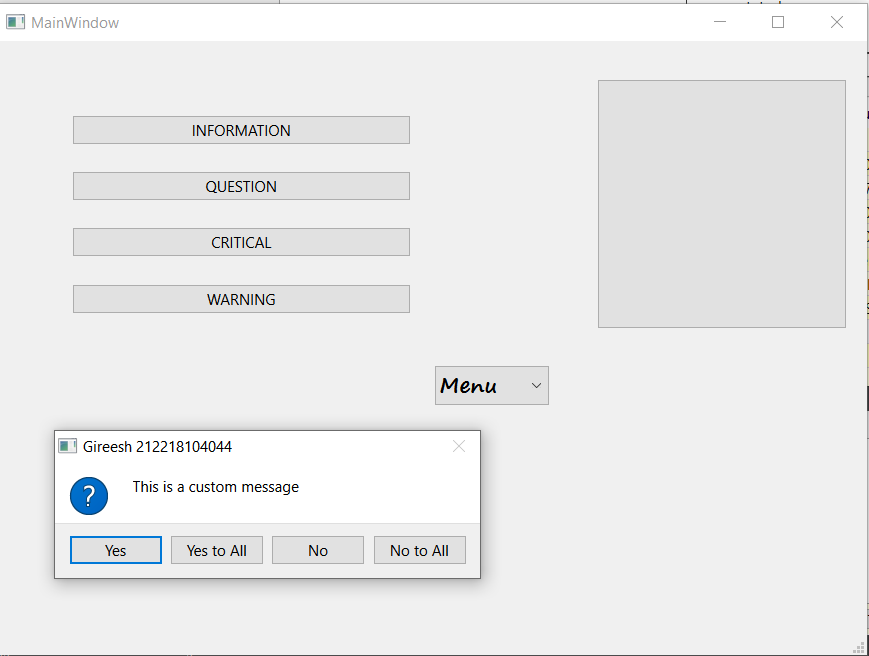 MainWindow
INFORMATION
QUESTION
CRITICAL
WARNING
Menu
Gireesh 212218104044
?
This is a custom message
Yes
Yes to All
No
No to All